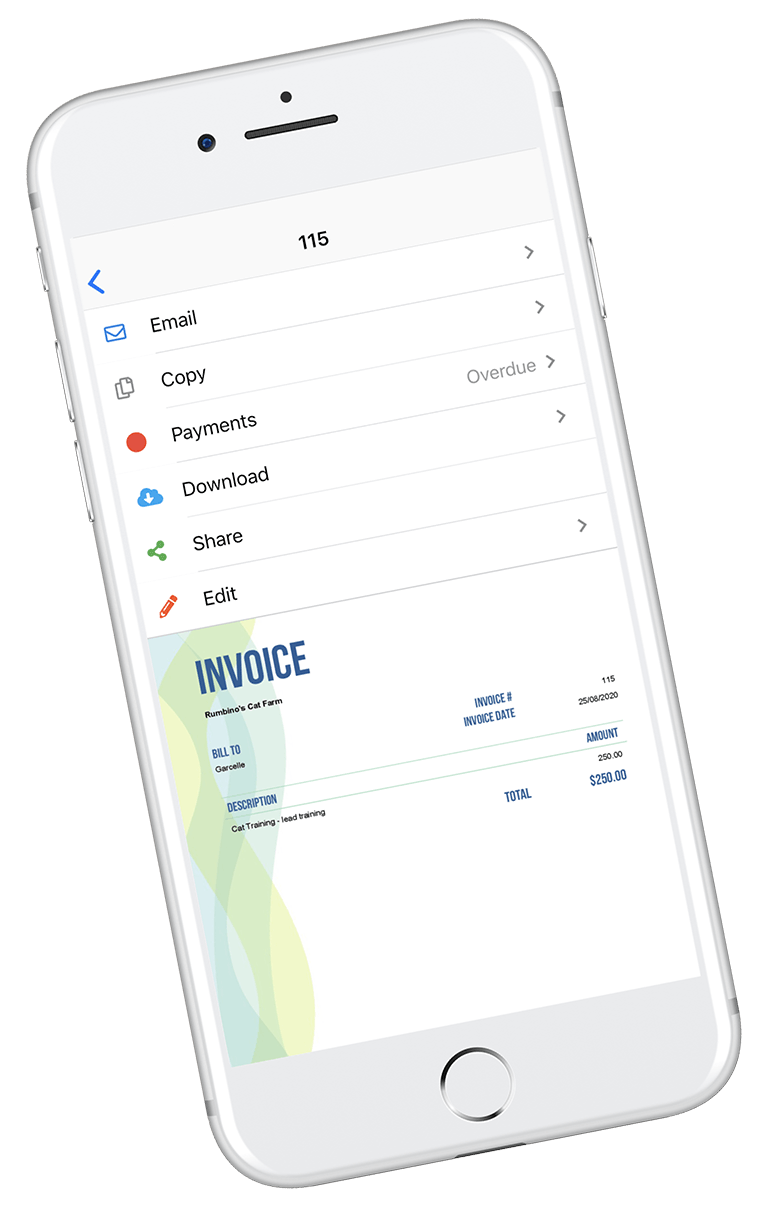 115
Email
Copy
Payments Overdue
Download
Share
Edit
INVOICE
Rumbino's Cat Farm
INVOICE # 115
INVOICE DATE 25/08/2020
BILL TO
Garcelle
DESCRIPTION AMOUNT
Cat Training - lead training 250.00
TOTAL $250.00